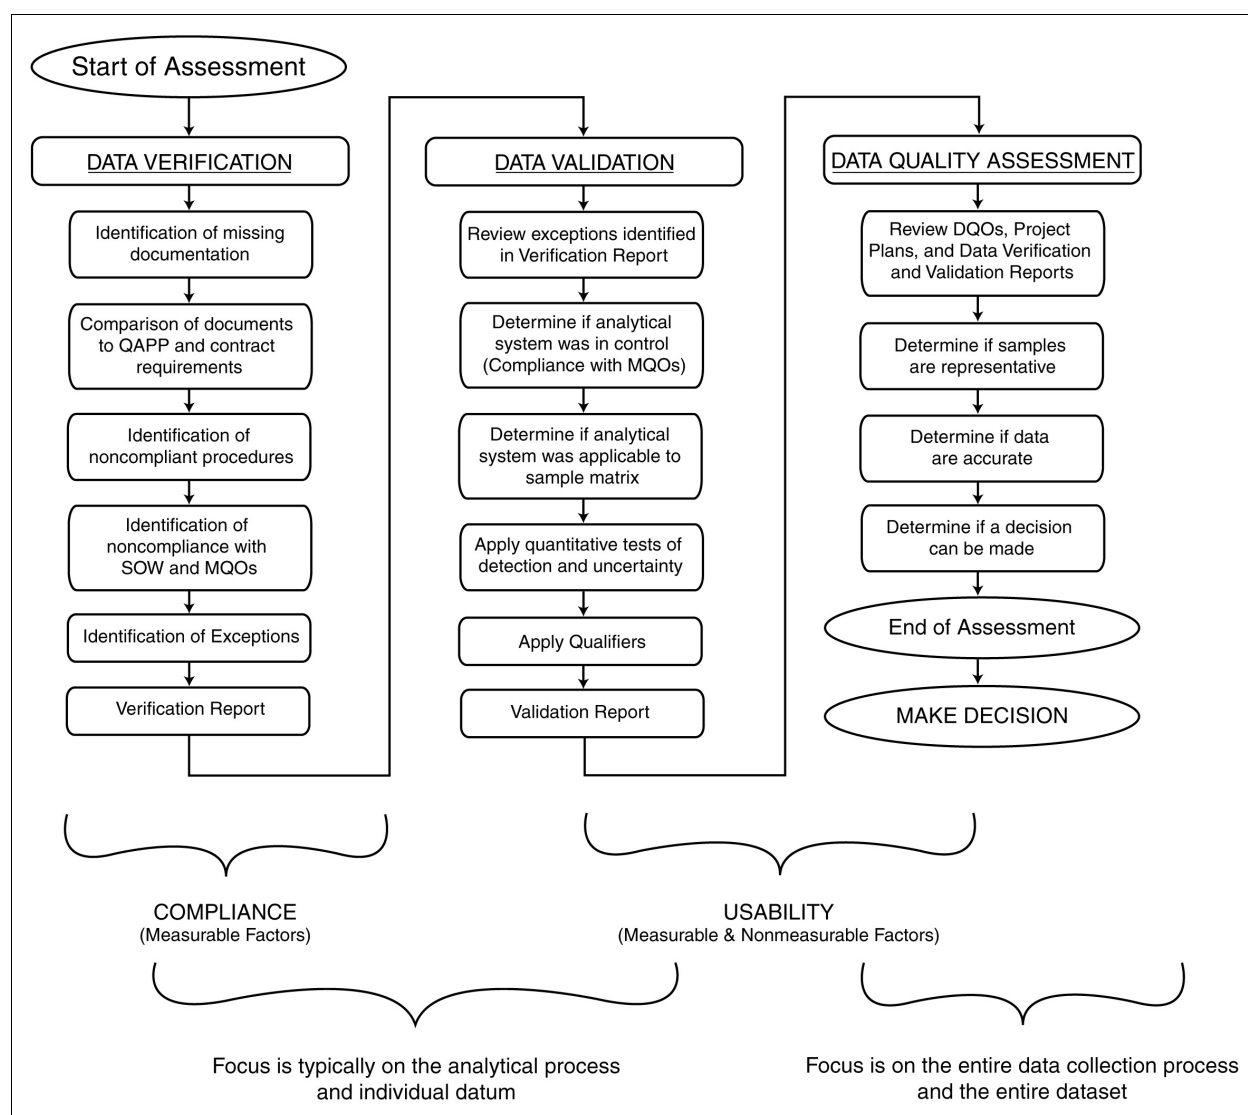 Start of Assessment
DATA VERIFICATION
Identification of missing
documentation
Comparison of documents
to QAPP and contract
requirements
Identification of
noncompliant procedures
Identification of
noncompliance with
SOW and MQOs
Identification of Exceptions
Verification Report
DATA VALIDATION
Review exceptions identified
in Verification Report
Determine if analytical
system was in control
(Compliance with MQOs)
Determine if analytical
system was applicable to
sample matrix
Apply quantitative tests of
detection and uncertainty
Apply Qualifiers
Validation Report
DATA QUALITY ASSESSMENT
Review DQOs, Project
Plans, and Data Verification
and Validation Reports
Determine if samples
are representative
Determine if data
are accurate
Determine if a decision
can be made
End of Assessment
MAKE DECISION
COMPLIANCE
(Measurable Factors)
USABILITY
(Measurable & Nonmeasurable Factors)
Focus is typically on the analytical process
and individual datum
Focus is on the entire data collection process
and the entire dataset